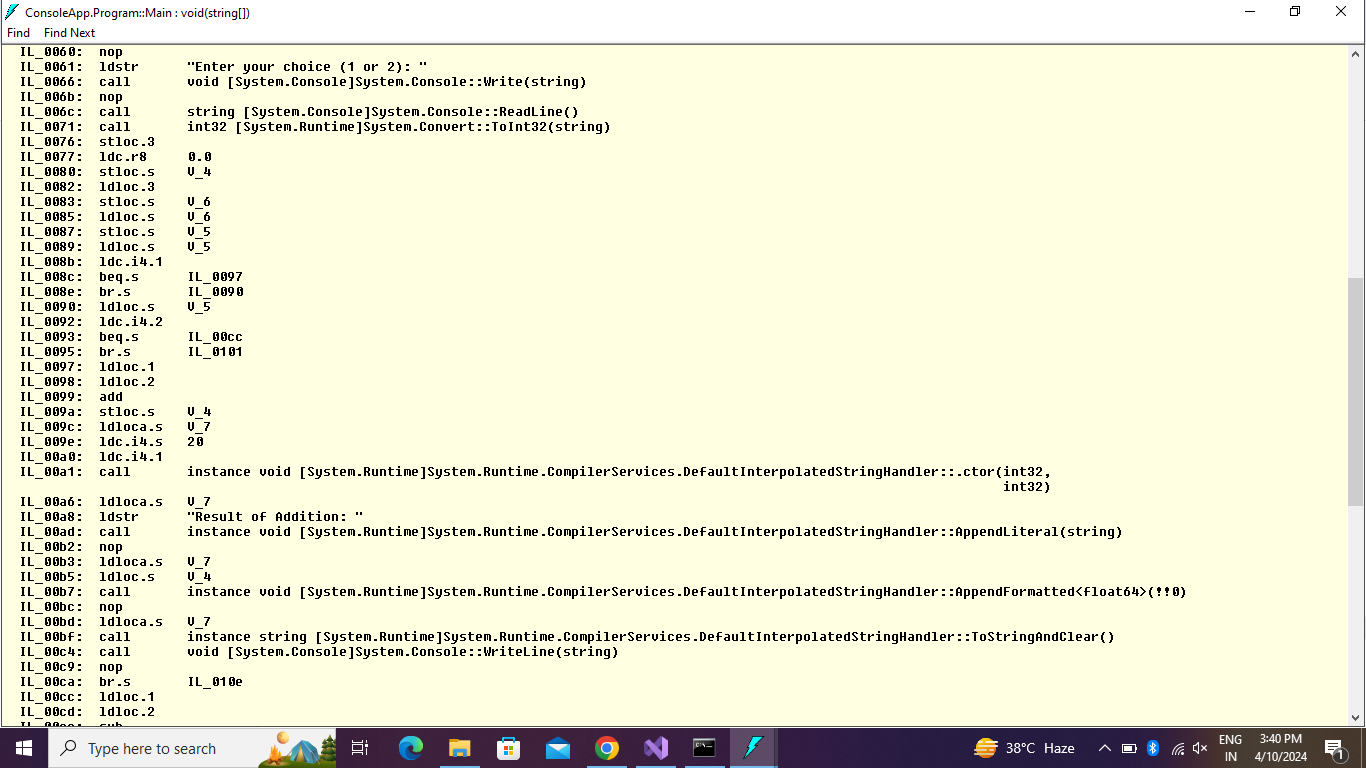 ConsoleApp.Program::Main : void(string[])
Find Find Next
IL_0060: nop
IL_0061: ldstr "Enter your choice (1 or 2): "
IL_0066: call void [System.Console]System.Console::Write(string)
IL_006b: nop
IL_006c: call string [System.Console]System.Console::ReadLine()
IL_0071: call int32 [System.Runtime]System.Convert::ToInt32(string)
IL_0076: stloc.3
IL_0077: ldc.r8 0.0
IL_0080: stloc.s V_4
IL_0082: ldloc.3
IL_0083: stloc.s V_6
IL_0085: ldloc.s V_6
IL_0087: stloc.s V_5
IL_0089: ldloc.s V_5
IL_008b: ldc.i4.1
IL_008c: beq.s IL_0097
IL_008e: br.s IL_0090
IL_0090: ldloc.s V_5
IL_0092: ldc.i4.2
IL_0093: beq.s IL_00cc
IL_0095: br.s IL_0101
IL_0097: ldloc.1
IL_0098: ldloc.2
IL_0099: add
IL_009a: stloc.s V_4
IL_009c: ldloca.s V_7
IL_009e: ldc.i4.s 20
IL_00a0: ldc.i4.1
IL_00a1: call instance void [System.Runtime]System.Runtime.CompilerServices.DefaultInterpolatedStringHandler::.ctor(int32,
int32)
IL_00a6: ldloca.s V_7
IL_00a8: ldstr "Result of Addition: "
IL_00ad: call instance void [System.Runtime]System.Runtime.CompilerServices.DefaultInterpolatedStringHandler::AppendLiteral(string)
IL_00b2: nop
IL_00b3: ldloca.s V_7
IL_00b5: ldloc.s V_4
IL_00b7: call instance void [System.Runtime]System.Runtime.CompilerServices.DefaultInterpolatedStringHandler::AppendFormatted<float64>(!!0)
IL_00bc: nop
IL_00bd: ldloca.s V_7
IL_00bf: call instance string [System.Runtime]System.Runtime.CompilerServices.DefaultInterpolatedStringHandler::ToStringAndClear()
IL_00c4: call void [System.Console]System.Console::WriteLine(string)
IL_00c9: nop
IL_00ca: br.s IL_010e
IL_00cc: ldloc.1
IL_00cd: ldloc.2
Type here to search
38°C Haze
ENG
IN
3:40 PM
4/10/2024
1